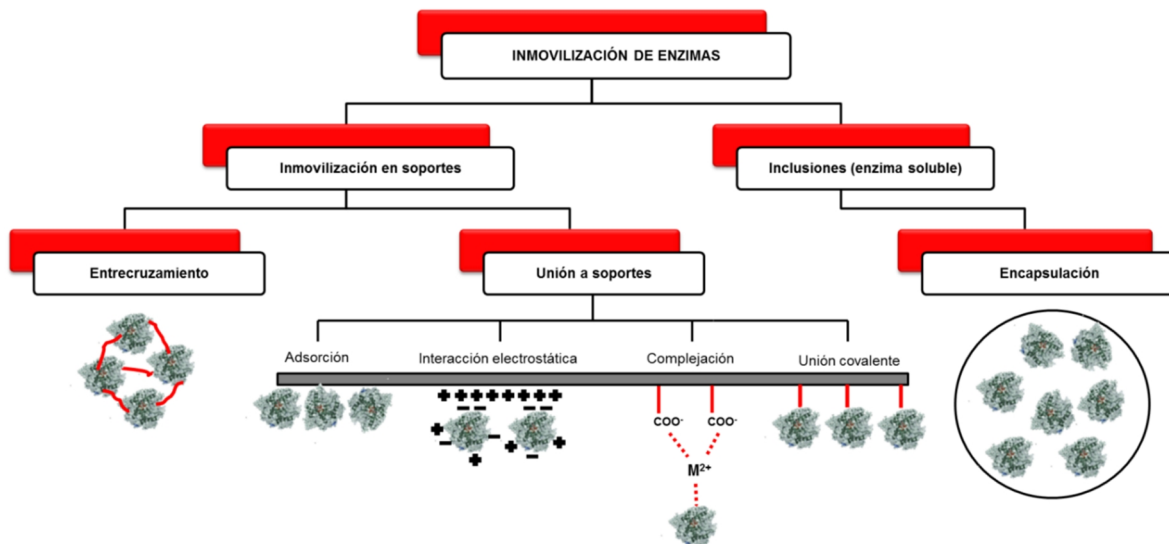 INMOVILIZACIÓN DE ENZIMAS
Inmovilización en soportes
Inclusiones (enzima soluble)
Entrecruzamiento
Unión a soportes
Encapsulación
Adsorción
Interacción electrostática
Complejación
Unión covalente
COO⁻
COO⁻
M²⁺